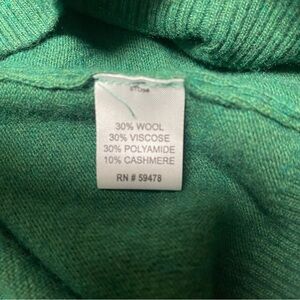 30% WOOL
30% VISCOSE
30% POLYAMIDE
10% CASHMERE
RN # 59478